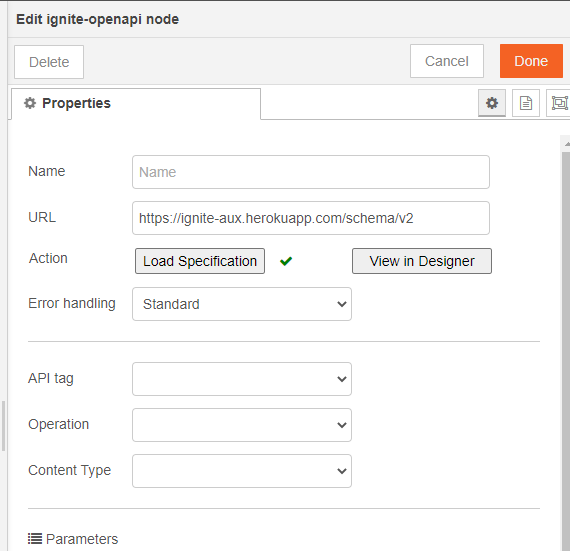 Edit ignite-openapi node
Delete
Cancel
Done
Properties
Name
Name
URL
https://ignite-aux.herokuapp.com/schema/v2
Action
Load Specification
View in Designer
Error handling
Standard
API tag
Operation
Content Type
Parameters